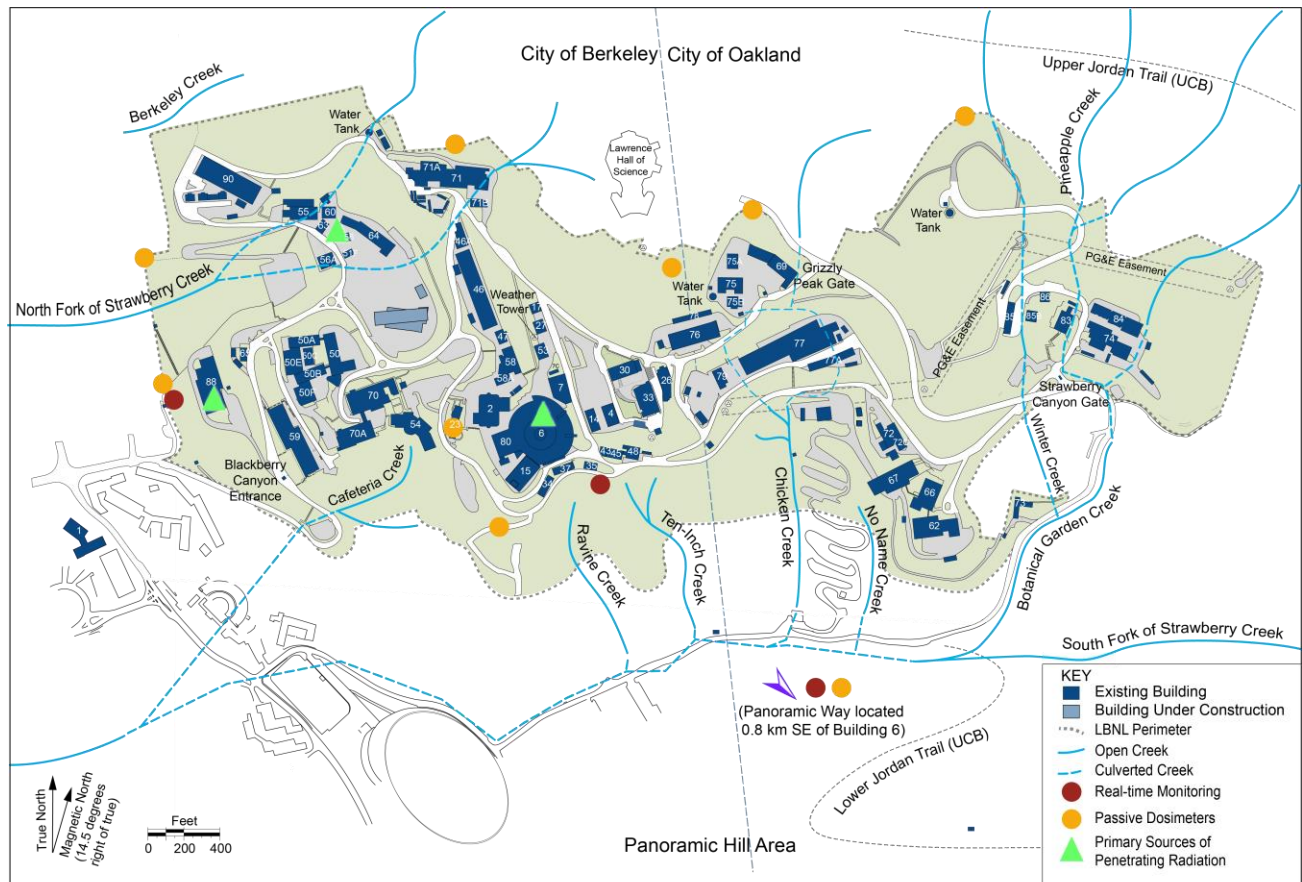 City of Berkeley
City of Oakland
Upper Jordan Trail (UCB)
Berkeley Creek
Pineapple Creek
Water
Tank
Lawrence
Hall of
Science
71A
71
90
55
60
64
56A
46
Water
Tank
PG&E Easement
75A
69
Grizzly
Peak Gate
75
75B
Water
Tank
North Fork of Strawberry Creek
46
Weather
Tower
27
47
53
58
76
77
77A
79
PG&E Easement
86
85B
83
84
74
Strawberry
Canyon Gate
50A
50
50E
50C
50B
50F
65
88
70
70A
59
54
23
2
7
30
26
33
14
4
6
80
15
37
34
35
43
45
48
72
67
66
62
Blackberry
Canyon
Entrance
Cafeteria Creek
Chicken Creek
No Name Creek
Winter Creek
Botanical Garden Creek
Ravine Creek
Ten-Inch Creek
1
South Fork of Strawberry Creek
(Panoramic Way located
0.8 km SE of Building 6)
Lower Jordan Trail (UCB)
Panoramic Hill Area
True North
Magnetic North
(14.5 degrees
right of true)
Feet
0 200 400
KEY
Existing Building
Building Under Construction
LBNL Perimeter
Open Creek
Culverted Creek
Real-time Monitoring
Passive Dosimeters
Primary Sources of
Penetrating Radiation